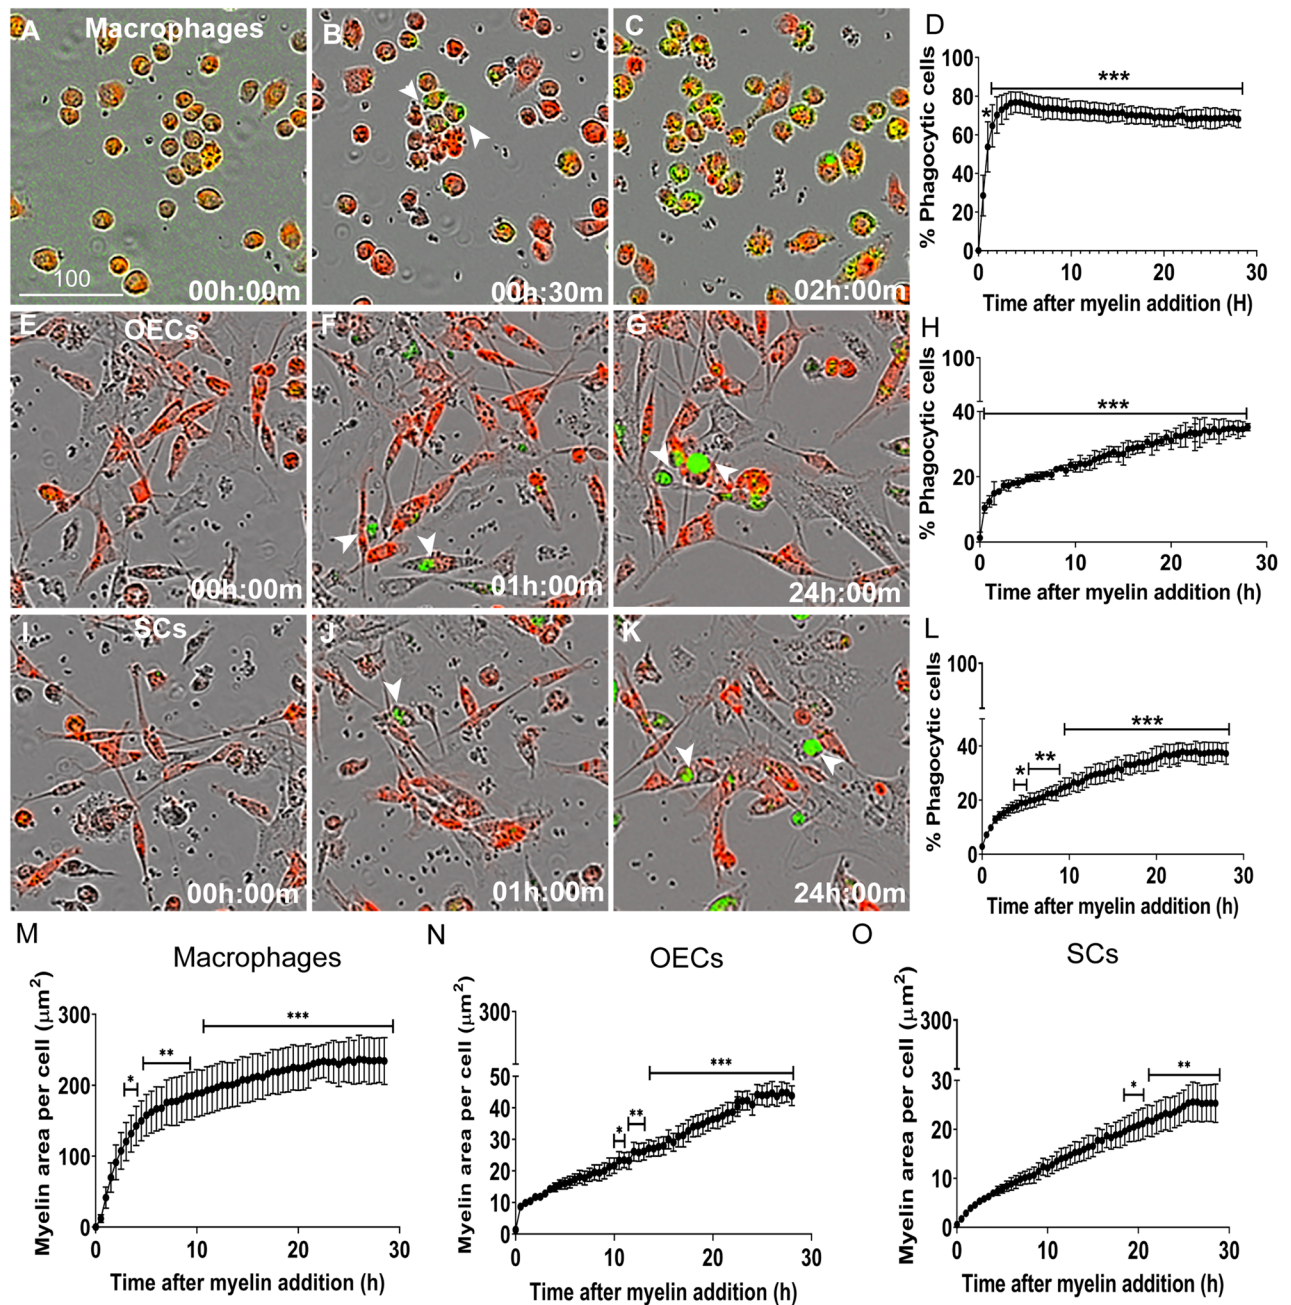 A Macrophages
100
00h:00m
B
00h:30m
C
02h:00m
D
***
*
% Phagocytic cells
100
80
60
40
20
0
0 10 20 30
Time after myelin addition (H)
E OECs
00h:00m
F
01h:00m
G
24h:00m
H
***
% Phagocytic cells
100
40
20
0
0 10 20 30
Time after myelin addition (h)
I SCs
00h:00m
J
01h:00m
K
24h:00m
L
* ** ***
% Phagocytic cells
100
40
20
0
0 10 20 30
Time after myelin addition (h)
M
Macrophages
* ** ***
Myelin area per cell (μm²)
300
200
100
0
0 10 20 30
Time after myelin addition (h)
N
OECs
* ** ***
Myelin area per cell (μm²)
300
50
40
30
20
10
0
0 10 20 30
Time after myelin addition (h)
O
SCs
* **
Myelin area per cell (μm²)
300
30
20
10
0
0 10 20 30
Time after myelin addition (h)